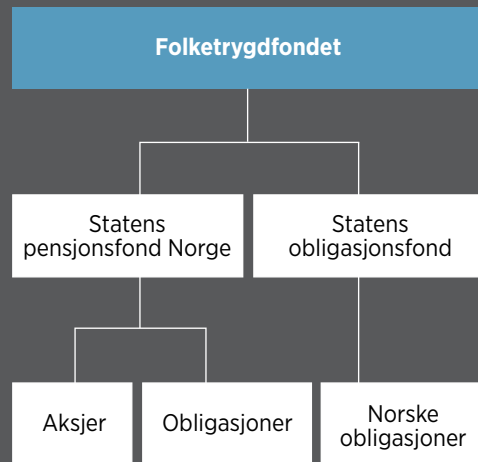 Folketrygdfondet
Statens
pensjonsfond Norge
Statens
obligasjonsfond
Aksjer
Obligasjoner
Norske
obligasjoner